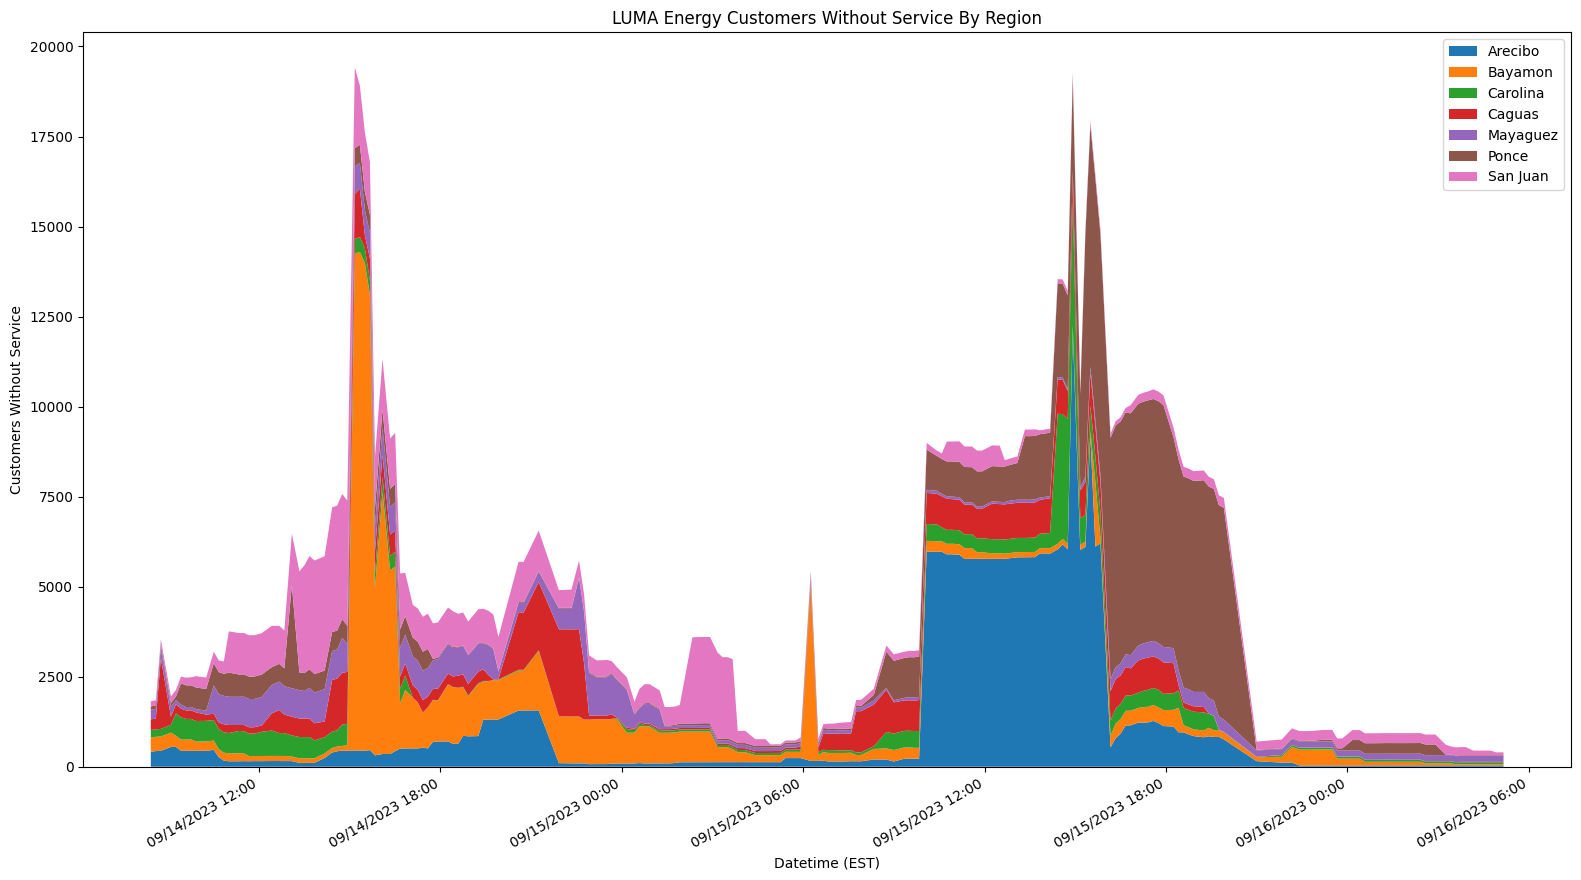 LUMA Energy Customers Without Service By Region
Customers Without Service
20000
17500
15000
12500
10000
7500
5000
2500
0
Arecibo
Bayamon
Carolina
Caguas
Mayaguez
Ponce
San Juan
09/14/2023 12:00
09/14/2023 18:00
09/15/2023 00:00
09/15/2023 06:00
09/15/2023 12:00
09/15/2023 18:00
09/16/2023 00:00
09/16/2023 06:00
Datetime (EST)